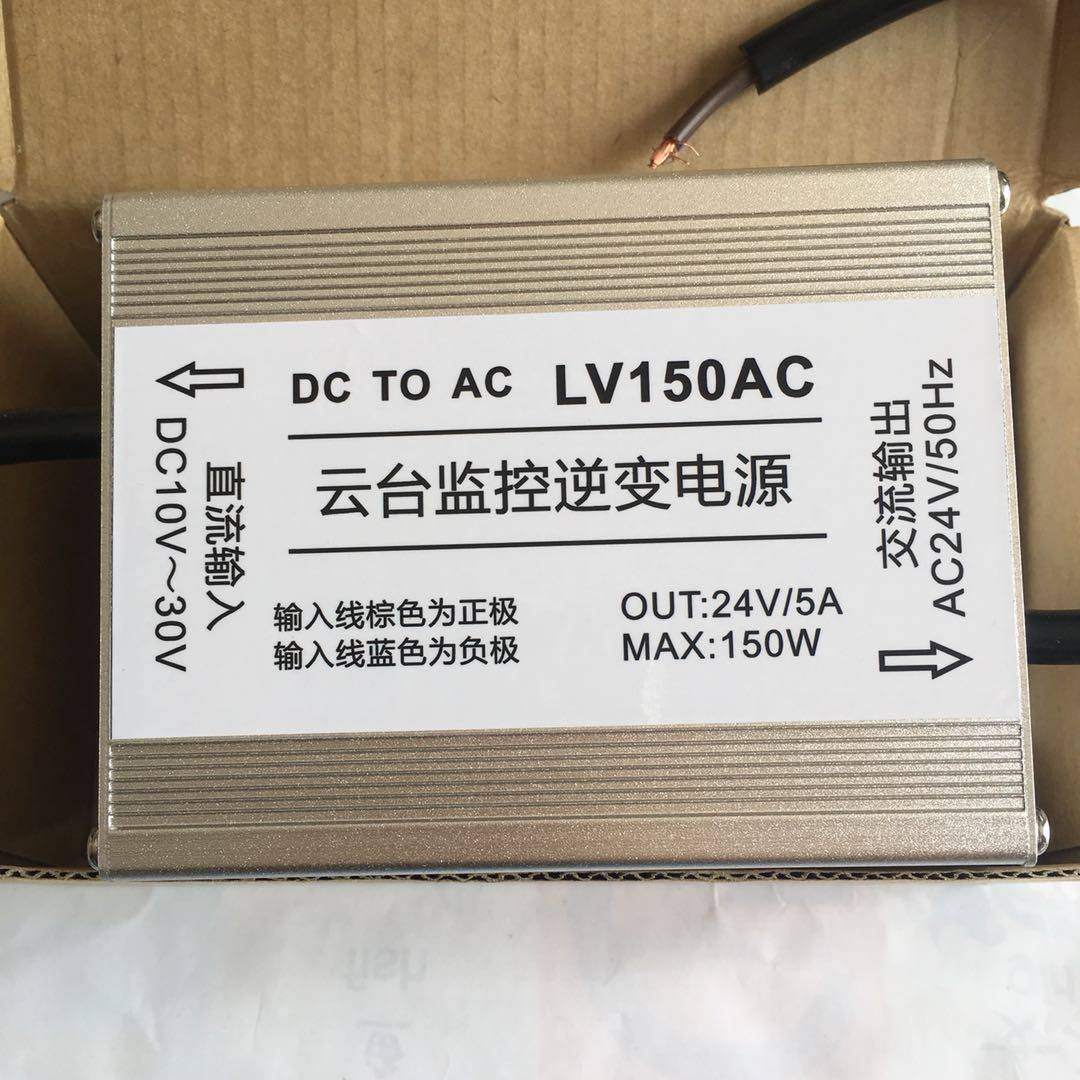 DC TO AC LV150AC
云台监控逆变电源
输入线棕色为正极
输入线蓝色为负极
OUT:24V/5A
MAX:150W
直流输入
DC10V~30V
交流输出
AC24V/50Hz